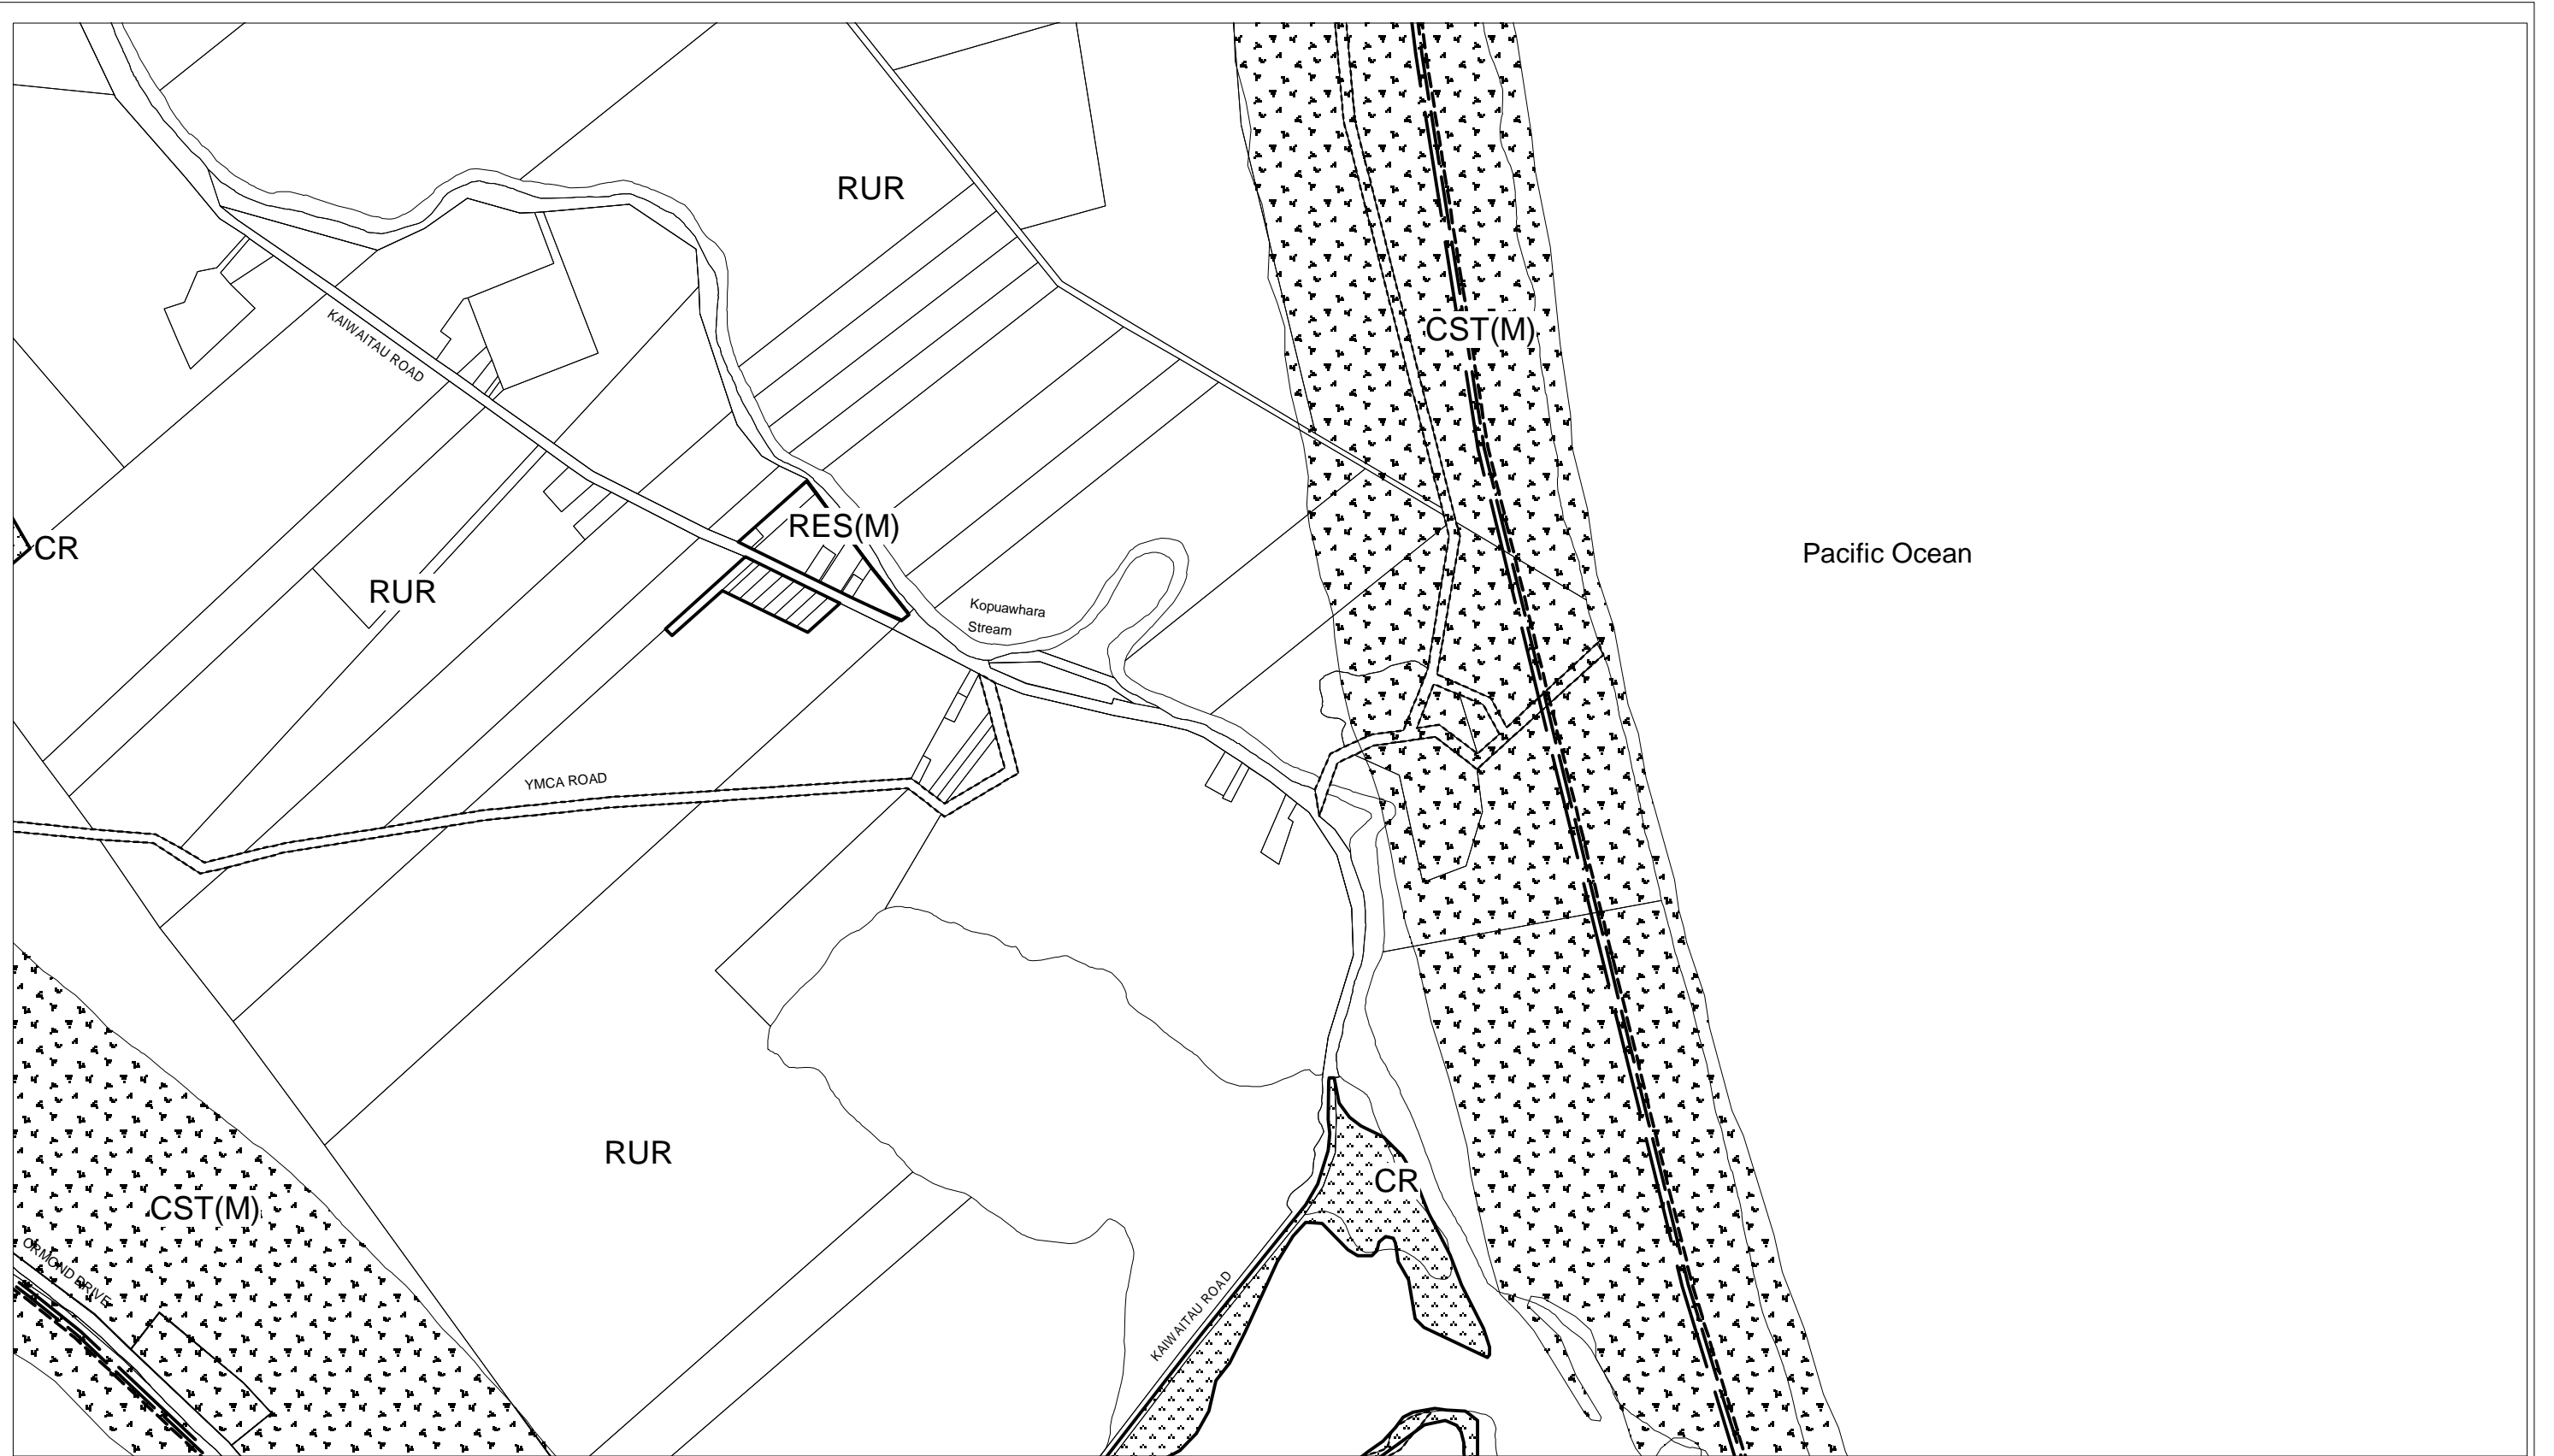 RUR
CST(M)
KAIWAITAU ROAD
RES(M)
CR
Pacific Ocean
RUR
Kopuawhara
Stream
YMCA ROAD
RUR
CR
CST(M)
ORMOND DRIVE
KAIWAITAU ROAD